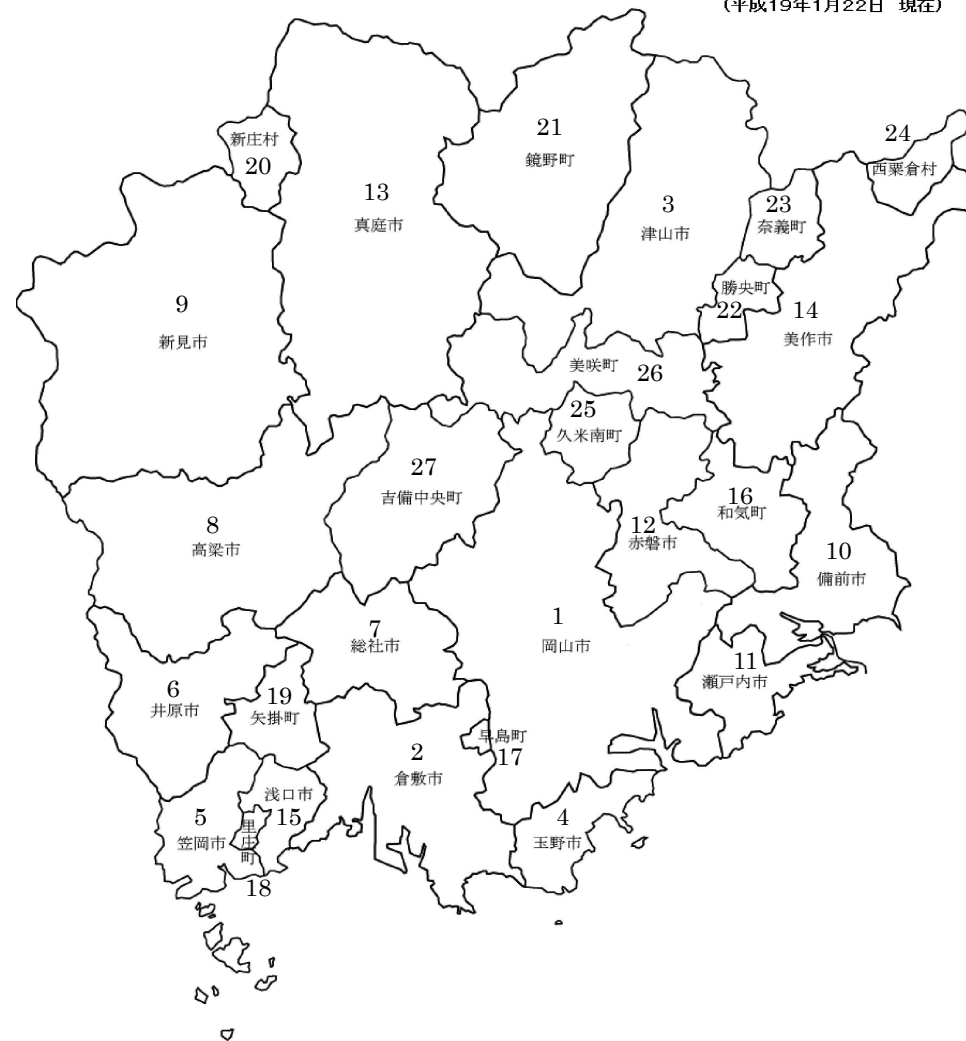 (平成19年1月22日 現在)
21
鏡野町
24
西粟倉村
新庄村
20
13
真庭市
3
津山市
23
奈義町
9
新見市
勝央町
22
14
美作市
美咲町
26
25
久米南町
27
吉備中央町
16
和気町
8
高梁市
12
赤磐市
10
備前市
1
岡山市
7
総社市
11
瀬戸内市
6
井原市
19
矢掛町
早島町
17
2
倉敷市
浅口市
15
5
笠岡市
里庄町
18
4
玉野市